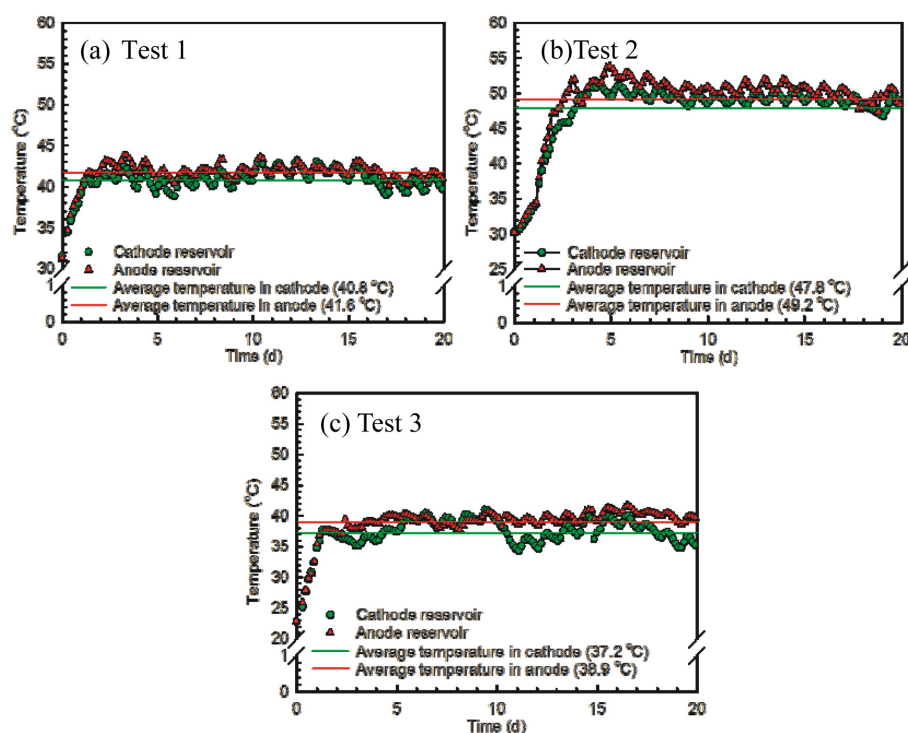 (a) Test 1
60
55
50
45
40
35
30
1
0
Temperature (°C)
Cathode reservoir
Anode reservoir
Average temperature in cathode (40.8 °C)
Average temperature in anode (41.6 °C)
0 5 10 15 20
Time (d)
(b)Test 2
60
55
50
45
40
35
30
25
1
0
Temperature (°C)
Cathode reservoir
Anode reservoir
Average temperature in cathode (47.8 °C)
Average temperature in anode (49.2 °C)
0 5 10 15 20
Time (d)
(c) Test 3
60
55
50
45
40
35
30
25
20
1
0
Temperature (°C)
Cathode reservoir
Anode reservoir
Average temperature in cathode (37.2 °C)
Average temperature in anode (38.9 °C)
0 5 10 15 20
Time (d)